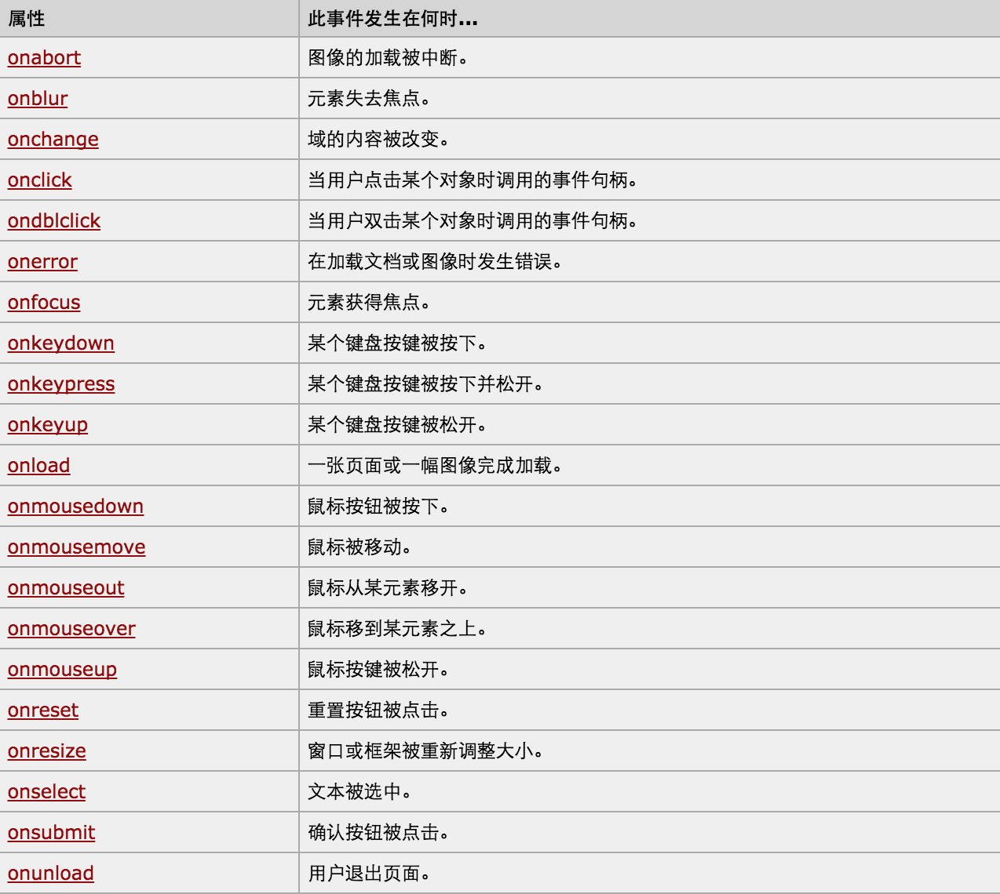 属性 此事件发生在何时...
onabort 图像的加载被中断。
onblur 元素失去焦点。
onchange 域的内容被改变。
onclick 当用户点击某个对象时调用的事件句柄。
ondblclick 当用户双击某个对象时调用的事件句柄。
onerror 在加载文档或图像时发生错误。
onfocus 元素获得焦点。
onkeydown 某个键盘按键被按下。
onkeypress 某个键盘按键被按下并松开。
onkeyup 某个键盘按键被松开。
onload 一张页面或一幅图像完成加载。
onmousedown 鼠标按钮被按下。
onmousemove 鼠标被移动。
onmouseout 鼠标从某元素移开。
onmouseover 鼠标移到某元素之上。
onmouseup 鼠标按键被松开。
onreset 重置按钮被点击。
onresize 窗口或框架被重新调整大小。
onselect 文本被选中。
onsubmit 确认按钮被点击。
onunload 用户退出页面。